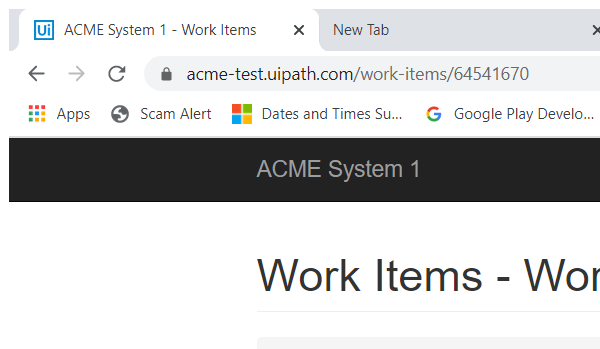 Ui ACME System 1 - Work Items New Tab
acme-test.uipath.com/work-items/64541670
Apps Scam Alert Dates and Times Su... Google Play Develo...
ACME System 1
Work Items - Wor